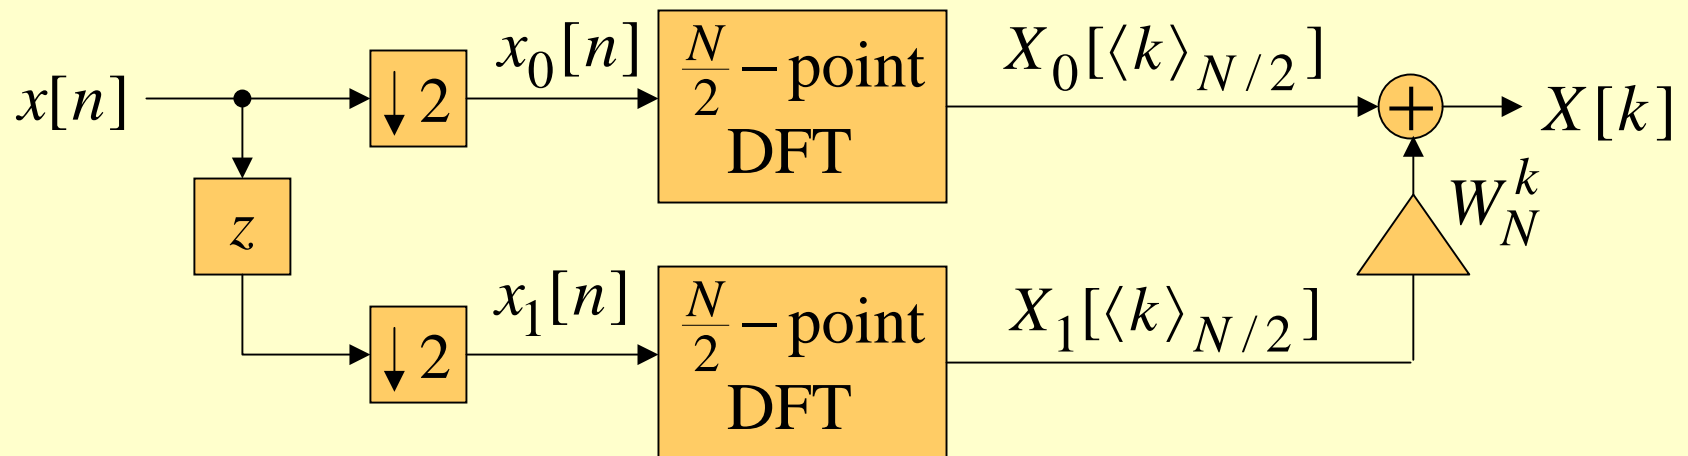 x[n]
↓ 2
x₀[n]
N/2 – point
DFT
X₀[⟨k⟩_{N/2}]
+
X[k]
z
W_N^k
↓ 2
x₁[n]
N/2 – point
DFT
X₁[⟨k⟩_{N/2}]